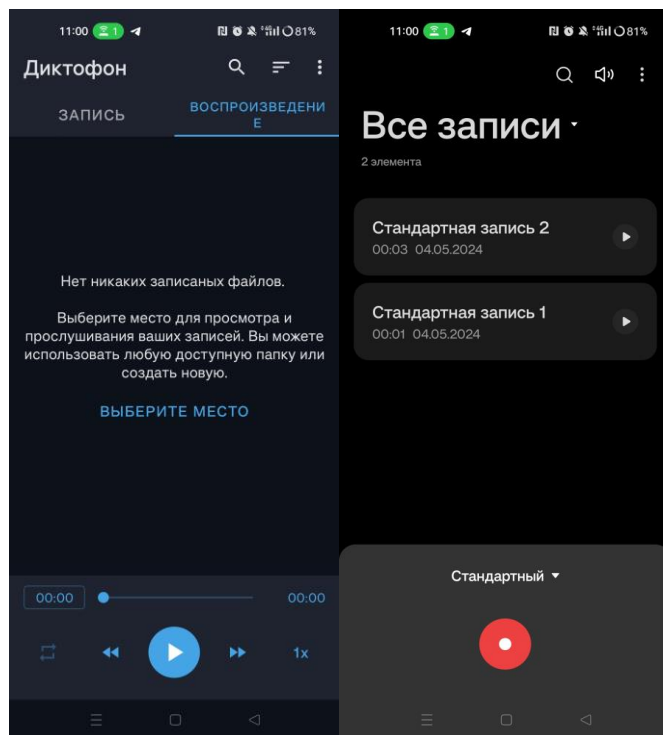 11:00
1
81%
Диктофон
ЗАПИСЬ
ВОСПРОИЗВЕДЕНИ
Е
Нет никаких записаных файлов.
Выберите место для просмотра и
прослушивания ваших записей. Вы можете
использовать любую доступную папку или
создать новую.
ВЫБЕРИТЕ МЕСТО
00:00
00:00
1x
11:00
1
81%
Все записи
2 элемента
Стандартная запись 2
00:03 04.05.2024
Стандартная запись 1
00:01 04.05.2024
Стандартный